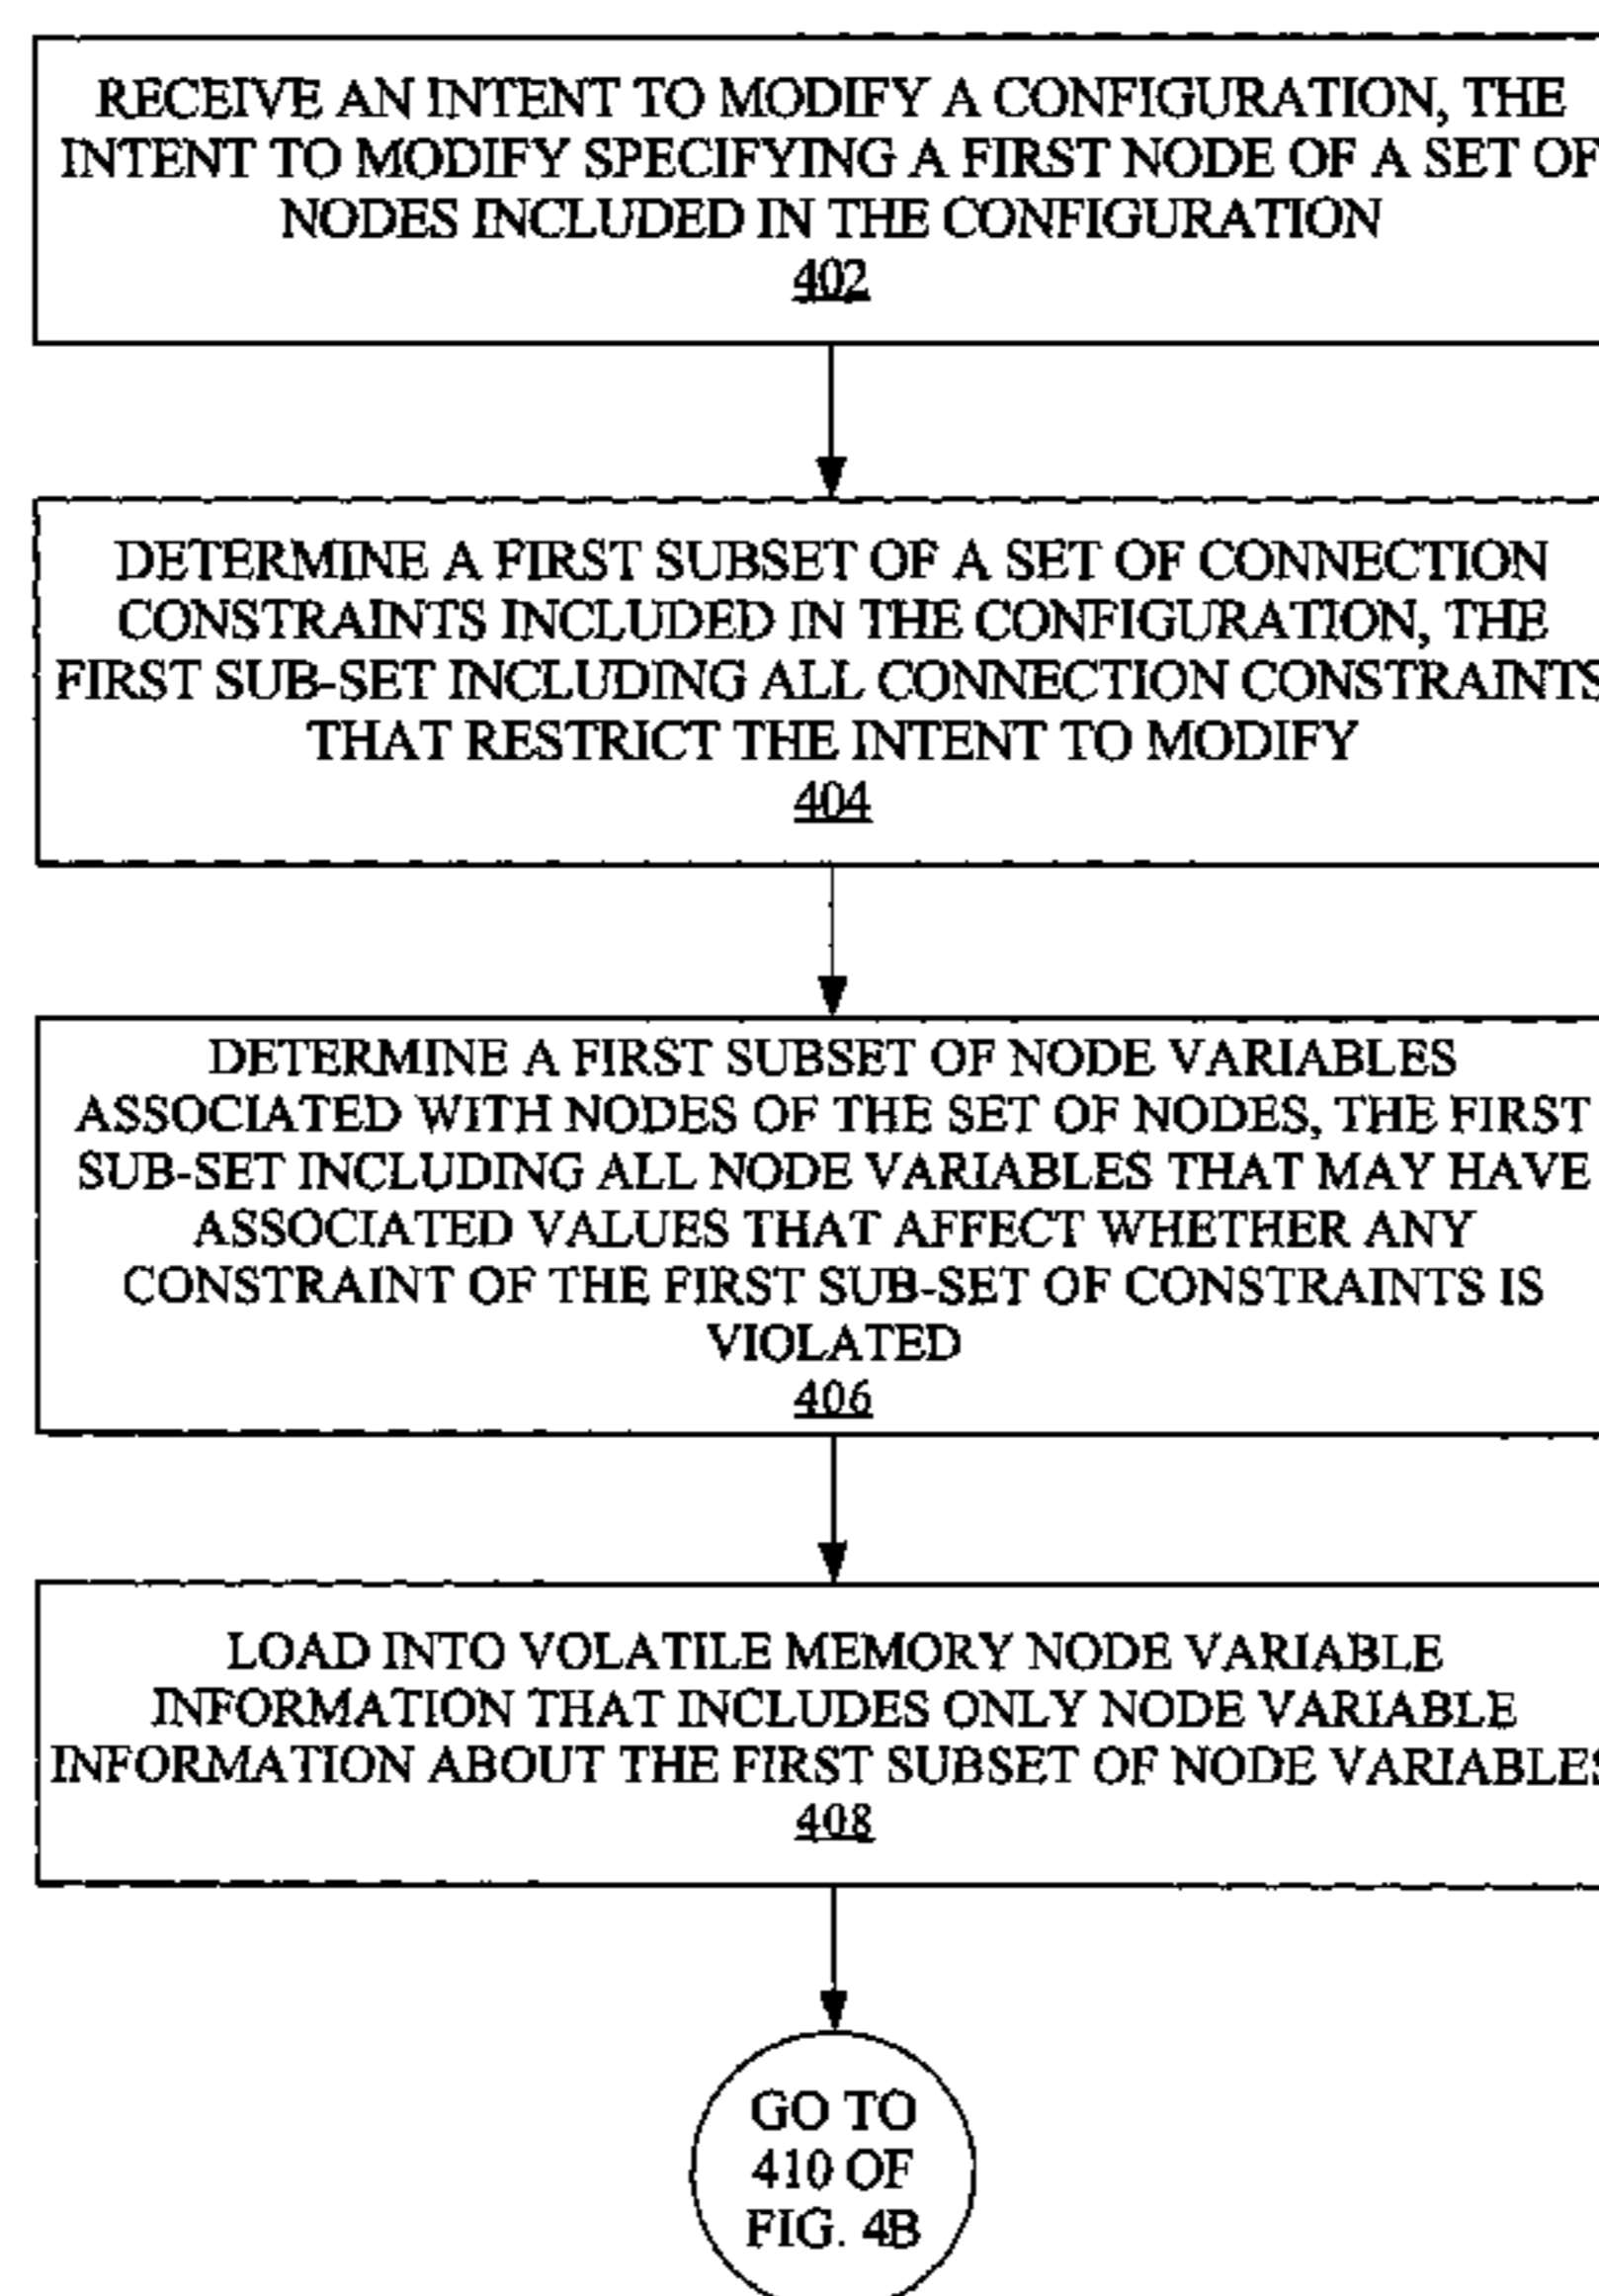 RECEIVE AN INTENT TO MODIFY A CONFIGURATION, THE
INTENT TO MODIFY SPECIFYING A FIRST NODE OF A SET OF
NODES INCLUDED IN THE CONFIGURATION
402
DETERMINE A FIRST SUBSET OF A SET OF CONNECTION
CONSTRAINTS INCLUDED IN THE CONFIGURATION, THE
FIRST SUB-SET INCLUDING ALL CONNECTION CONSTRAINTS
THAT RESTRICT THE INTENT TO MODIFY
404
DETERMINE A FIRST SUBSET OF NODE VARIABLES
ASSOCIATED WITH NODES OF THE SET OF NODES, THE FIRST
SUB-SET INCLUDING ALL NODE VARIABLES THAT MAY HAVE
ASSOCIATED VALUES THAT AFFECT WHETHER ANY
CONSTRAINT OF THE FIRST SUB-SET OF CONSTRAINTS IS
VIOLATED
406
LOAD INTO VOLATILE MEMORY NODE VARIABLE
INFORMATION THAT INCLUDES ONLY NODE VARIABLE
INFORMATION ABOUT THE FIRST SUBSET OF NODE VARIABLES
408
GO TO
410 OF
FIG. 4B